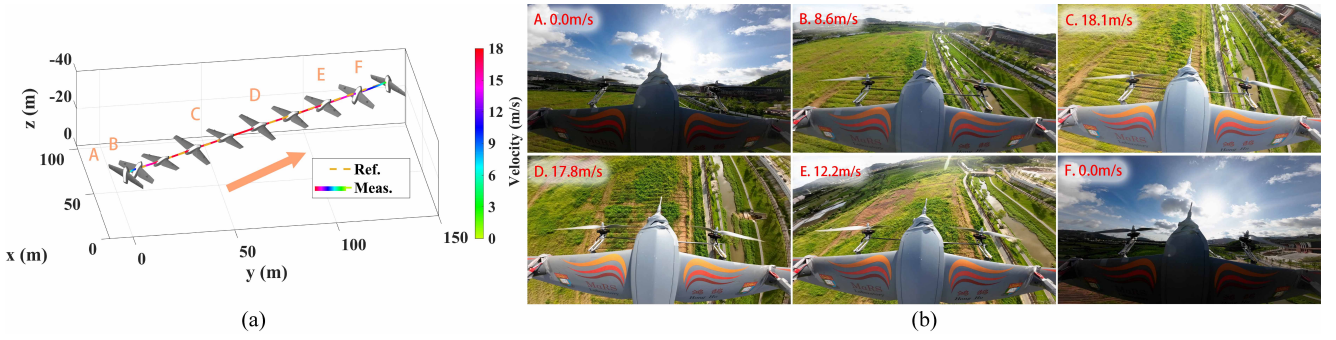 -40
-20
0
z (m)
100
50
0
x (m)
0
50
100
150
y (m)
A
B
C
D
E
F
Ref.
Meas.
18
15
12
9
6
3
0
Velocity (m/s)
(a)
A. 0.0m/s
B. 8.6m/s
C. 18.1m/s
D. 17.8m/s
E. 12.2m/s
F. 0.0m/s
MaRS
(b)